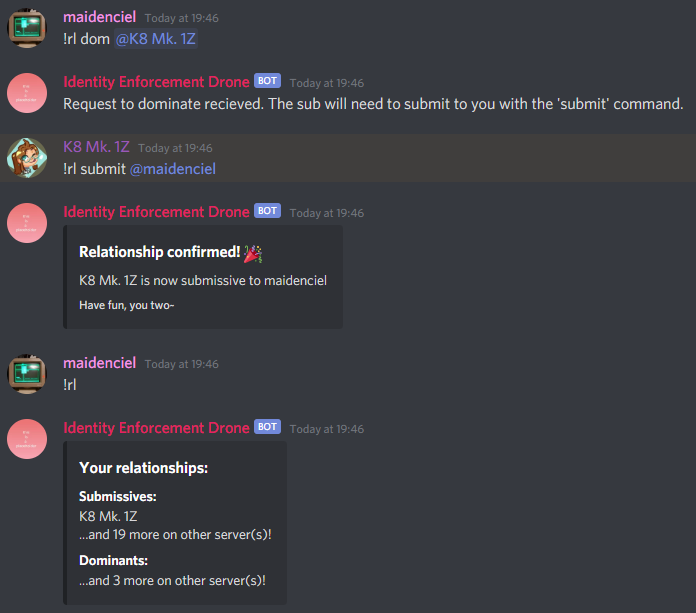 maidenciel Today at 19:46
!rl dom @K8 Mk. 1Z
Identity Enforcement Drone BOT Today at 19:46
Request to dominate recieved. The sub will need to submit to you with the 'submit' command.
K8 Mk. 1Z Today at 19:46
!rl submit @maidenciel
Identity Enforcement Drone BOT Today at 19:46
Relationship confirmed! 🎉
K8 Mk. 1Z is now submissive to maidenciel
Have fun, you two~
maidenciel Today at 19:46
!rl
Identity Enforcement Drone BOT Today at 19:46
Your relationships:
Submissives:
K8 Mk. 1Z
...and 19 more on other server(s)!
Dominants:
...and 3 more on other server(s)!